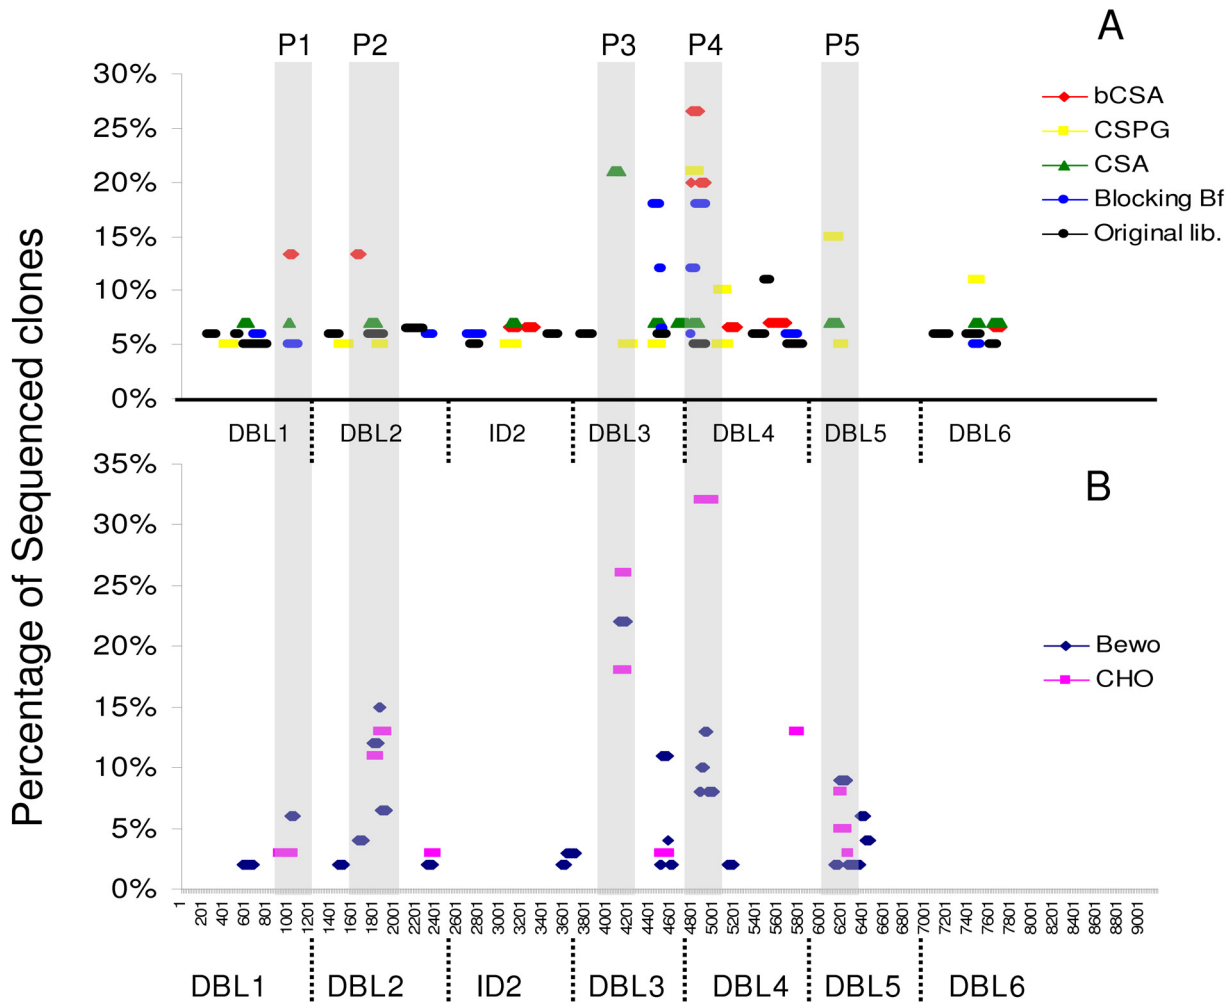 A
P1 P2 P3 P4 P5
30%
25%
20%
15%
10%
5%
0%
bCSA
CSPG
CSA
Blocking Bf
Original lib.
DBL1 DBL2 ID2 DBL3 DBL4 DBL5 DBL6
Percentage of Sequenced clones
B
35%
30%
25%
20%
15%
10%
5%
0%
Bewo
CHO
1 201 401 601 801 1001 1201 1401 1601 1801 2001 2201 2401 2601 2801 3001 3201 3401 3601 3801 4001 4201 4401 4601 4801 5001 5201 5401 5601 5801 6001 6201 6401 6601 6801 7001 7201 7401 7601 7801 8001 8201 8401 8601 8801 9001
DBL1 DBL2 ID2 DBL3 DBL4 DBL5 DBL6